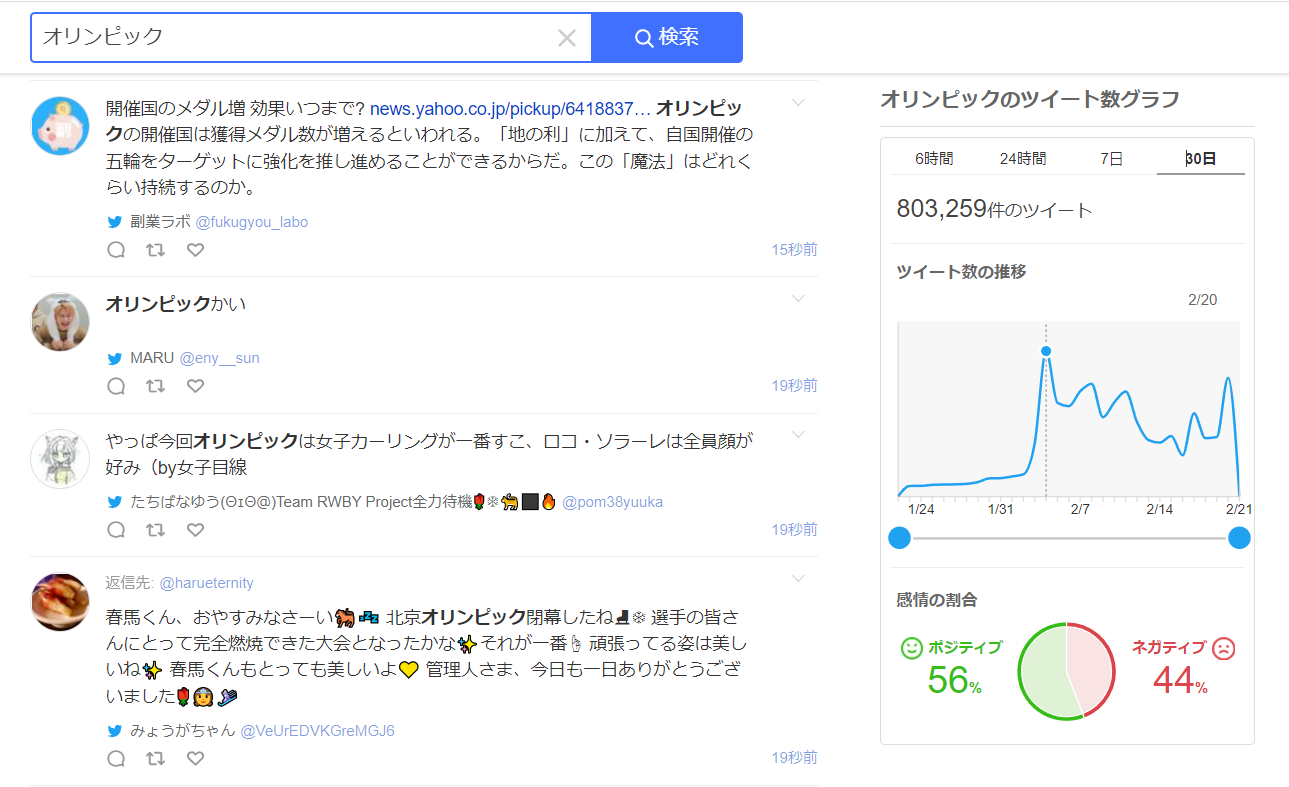 オリンピック
検索
開催国のメダル増 効果いつまで? news.yahoo.co.jp/pickup/6418837… オリンピッ
クの開催国は獲得メダル数が増えるといわれる。「地の利」に加えて、自国開催の
五輪をターゲットに強化を推し進めることができるからだ。この「魔法」はどれく
らい持続するのか。
副業ラボ @fukugyou_labo
15秒前
オリンピックかい
MARU @eny__sun
19秒前
やっぱ今回オリンピックは女子カーリングが一番すこ、ロコ・ソラーレは全員顔が
好み（by女子目線
たちばなゆう(ΘıΘ@)Team RWBY Project全力待機🌹❄🐅⬛🔥 @pom38yuuka
19秒前
返信先: @harueternity
春馬くん、おやすみなさーい🐎💤 北京オリンピック閉幕したね⛸❄ 選手の皆さ
んにとって完全燃焼できた大会となったかな✨それが一番☝ 頑張ってる姿は美し
いね✨ 春馬くんもとっても美しいよ💛 管理人さま、今日も一日ありがとうござ
いました🌹
みょうがちゃん @VeUrEDVKGreMGJ6
19秒前
オリンピックのツイート数グラフ
6時間 24時間 7日 30日
803,259件のツイート
ツイート数の推移
2/20
1/24 1/31 2/7 2/14 2/21
感情の割合
ポジティブ ネガティブ
56% 44%